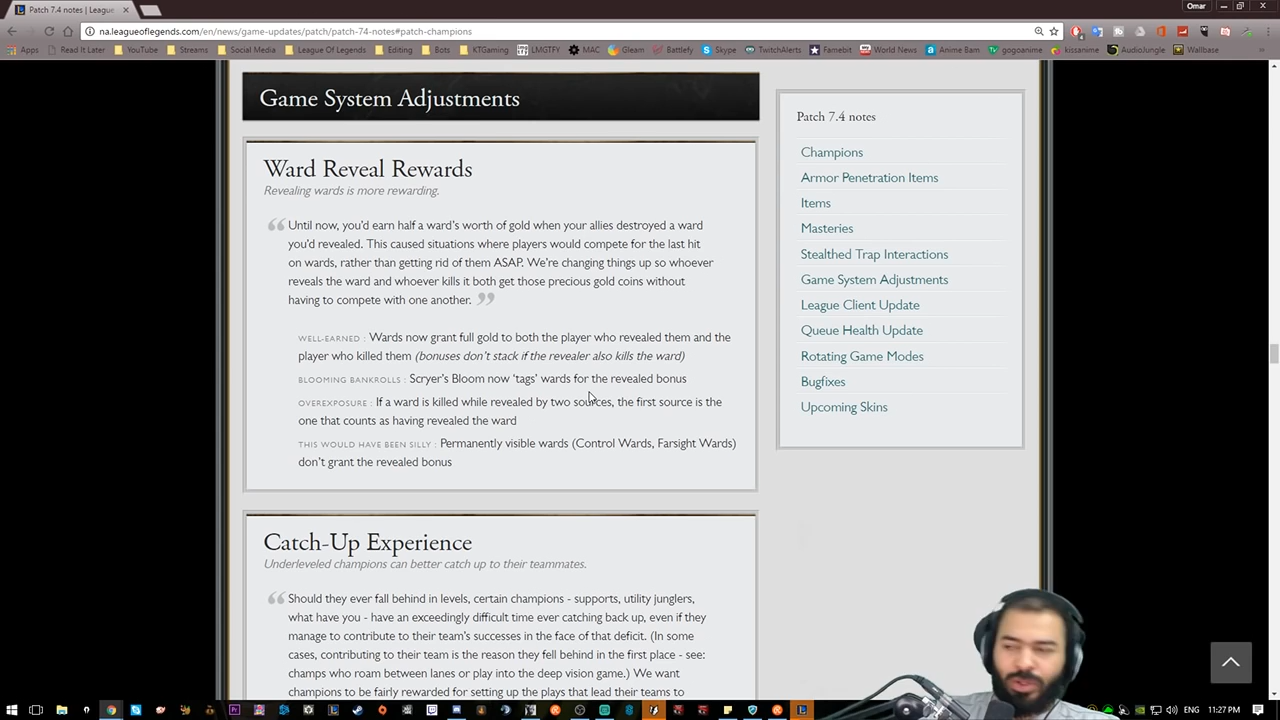 Patch 7.4 notes | League
Omar
na.leagueoflegends.com/en/news/game-updates/patch/patch-74-notes#patch-champions
Apps Read It Later YouTube Streams Social Media League Of Legends Editing Bots KTGaming LMGTFY MAC Gleam Battlefy Skype TwitchAlerts Famebit World News Anime Bam gogoanime kissanime AudioJungle Wallbase
Game System Adjustments
Ward Reveal Rewards
Revealing wards is more rewarding.
Until now, you'd earn half a ward's worth of gold when your allies destroyed a ward
you'd revealed. This caused situations where players would compete for the last hit
on wards, rather than getting rid of them ASAP. We're changing things up so whoever
reveals the ward and whoever kills it both get those precious gold coins without
having to compete with one another.
WELL-EARNED : Wards now grant full gold to both the player who revealed them and the
player who killed them (bonuses don't stack if the revealer also kills the ward)
BLOOMING BANKROLLS : Scryer's Bloom now 'tags' wards for the revealed bonus
OVEREXPOSURE : If a ward is killed while revealed by two sources, the first source is the
one that counts as having revealed the ward
THIS WOULD HAVE BEEN SILLY : Permanently visible wards (Control Wards, Farsight Wards)
don't grant the revealed bonus
Catch-Up Experience
Underleveled champions can better catch up to their teammates.
Should they ever fall behind in levels, certain champions - supports, utility junglers,
what have you - have an exceedingly difficult time ever catching back up, even if they
manage to contribute to their team's successes in the face of that deficit. (In some
cases, contributing to their team is the reason they fell behind in the first place - see:
champs who roam between lanes or play into the deep vision game.) We want
champions to be fairly rewarded for setting up the plays that lead their teams to
Patch 7.4 notes
Champions
Armor Penetration Items
Items
Masteries
Stealthed Trap Interactions
Game System Adjustments
League Client Update
Queue Health Update
Rotating Game Modes
Bugfixes
Upcoming Skins
ENG 11:27 PM